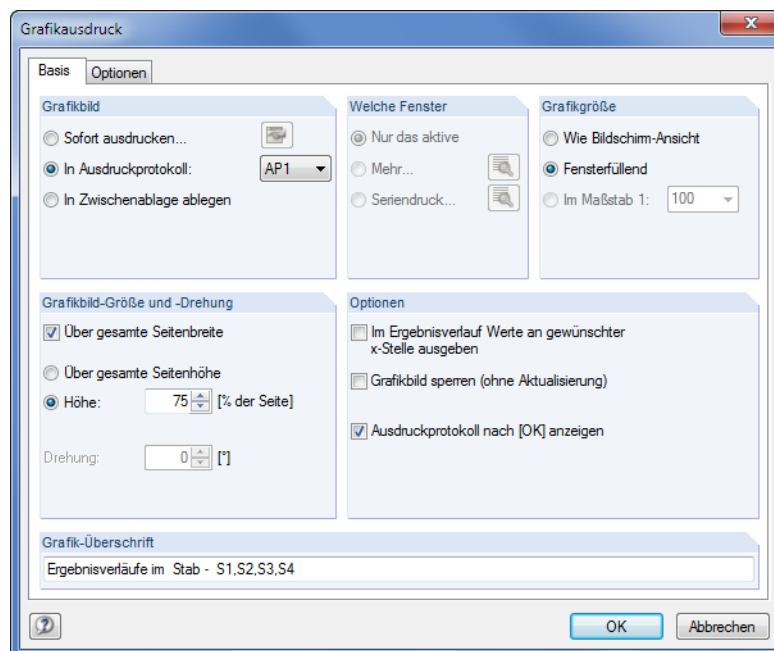 Grafikausdruck
Basis
Optionen
Grafikbild
Sofort ausdrucken...
In Ausdruckprotokoll:
AP1
In Zwischenablage ablegen
Welche Fenster
Nur das aktive
Mehr...
Seriendruck...
Grafikgröße
Wie Bildschirm-Ansicht
Fensterfüllend
Im Maßstab 1:
100
Grafikbild-Größe und -Drehung
Über gesamte Seitenbreite
Über gesamte Seitenhöhe
Höhe:
75
[% der Seite]
Drehung:
0
[°]
Optionen
Im Ergebnisverlauf Werte an gewünschter
x-Stelle ausgeben
Grafikbild sperren (ohne Aktualisierung)
Ausdruckprotokoll nach [OK] anzeigen
Grafik-Überschrift
Ergebnisverläufe im  Stab -  S1,S2,S3,S4
OK
Abbrechen